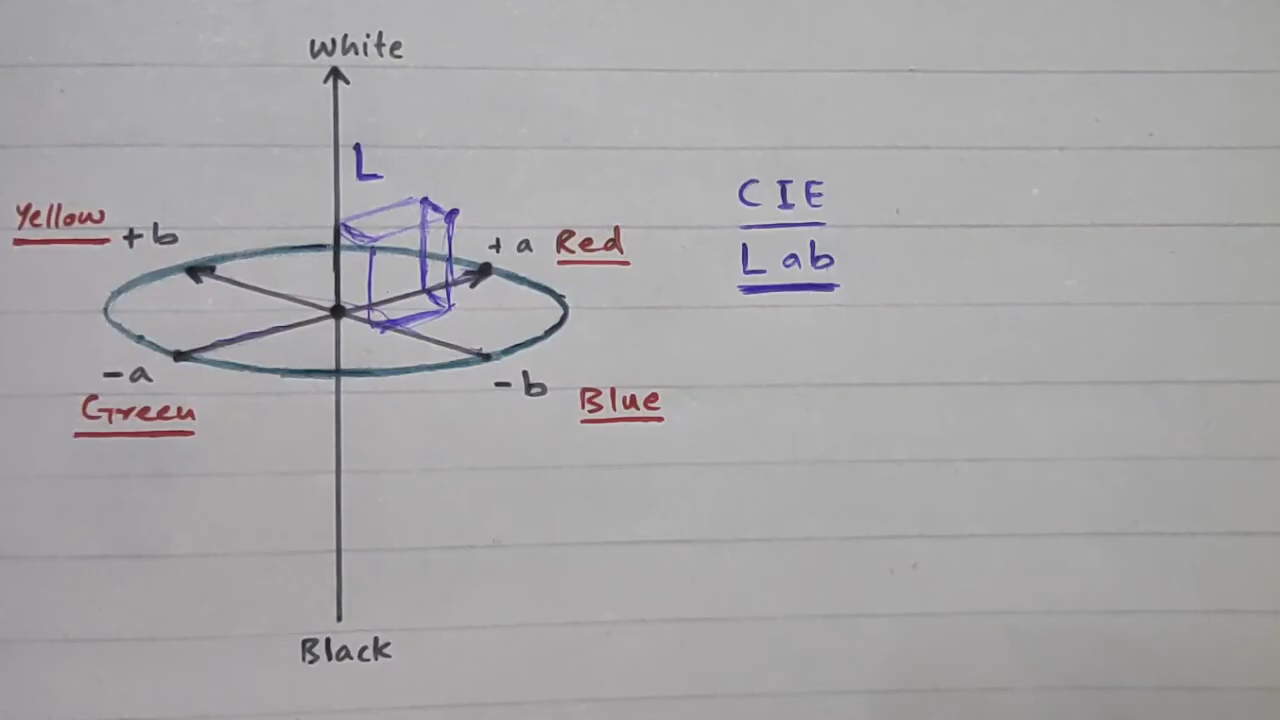 White
L
CIE
Lab
Yellow
+b
+a Red
-a
Green
-b
Blue
Black